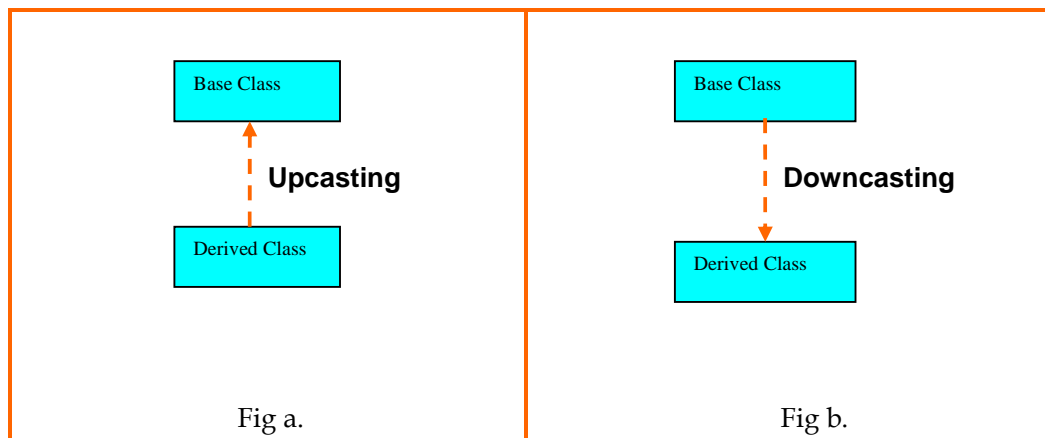 Base Class
Upcasting
Derived Class
Fig a.
Base Class
Downcasting
Derived Class
Fig b.